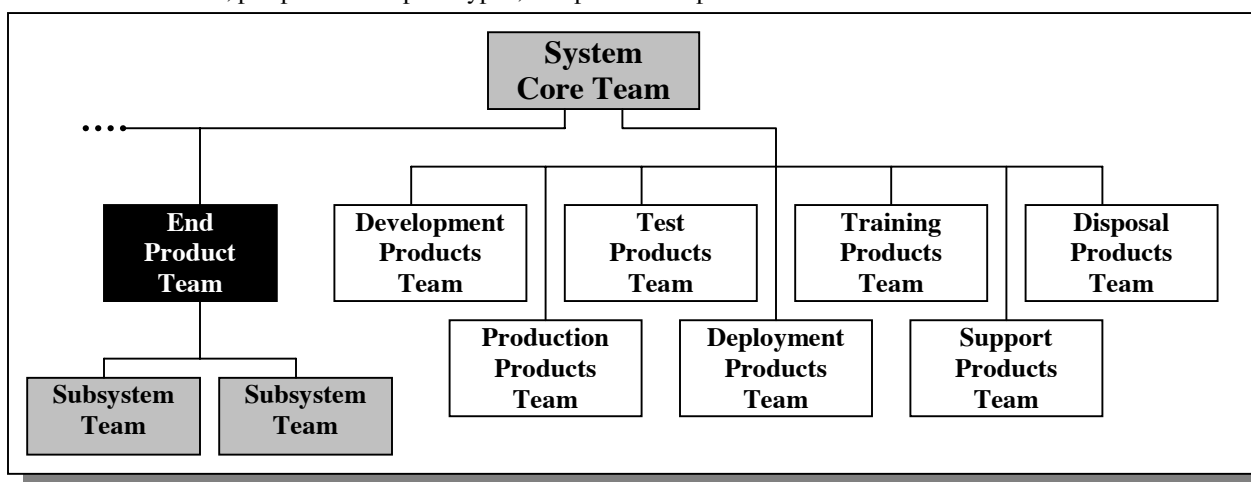 System
Core Team
End
Product
Team
Development
Products
Team
Test
Products
Team
Training
Products
Team
Disposal
Products
Team
Production
Products
Team
Deployment
Products
Team
Support
Products
Team
Subsystem
Team
Subsystem
Team